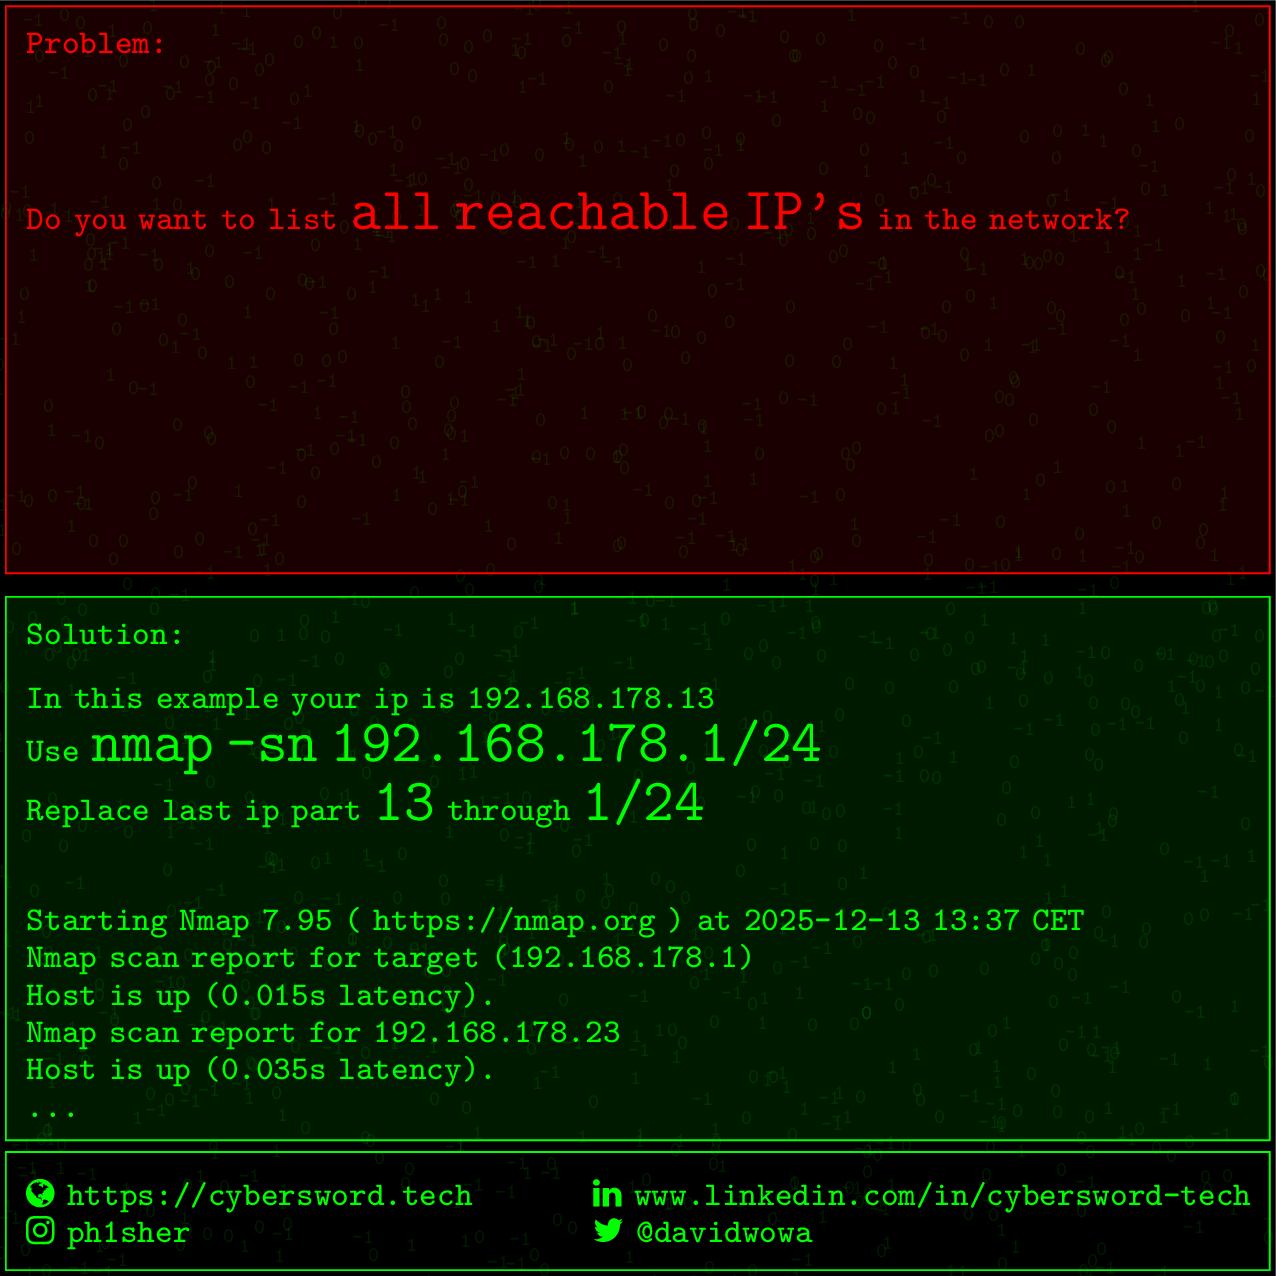 Problem:
Do you want to list all reachable IP's in the network?
Solution:
In this example your ip is 192.168.178.13
Use nmap -sn 192.168.178.1/24
Replace last ip part 13 through 1/24
Starting Nmap 7.95 ( https://nmap.org ) at 2025-12-13 13:37 CET
Nmap scan report for target (192.168.178.1)
Host is up (0.015s latency).
Nmap scan report for 192.168.178.23
Host is up (0.035s latency).
...
https://cybersword.tech
www.linkedin.com/in/cybersword-tech
ph1sher
@davidwowa